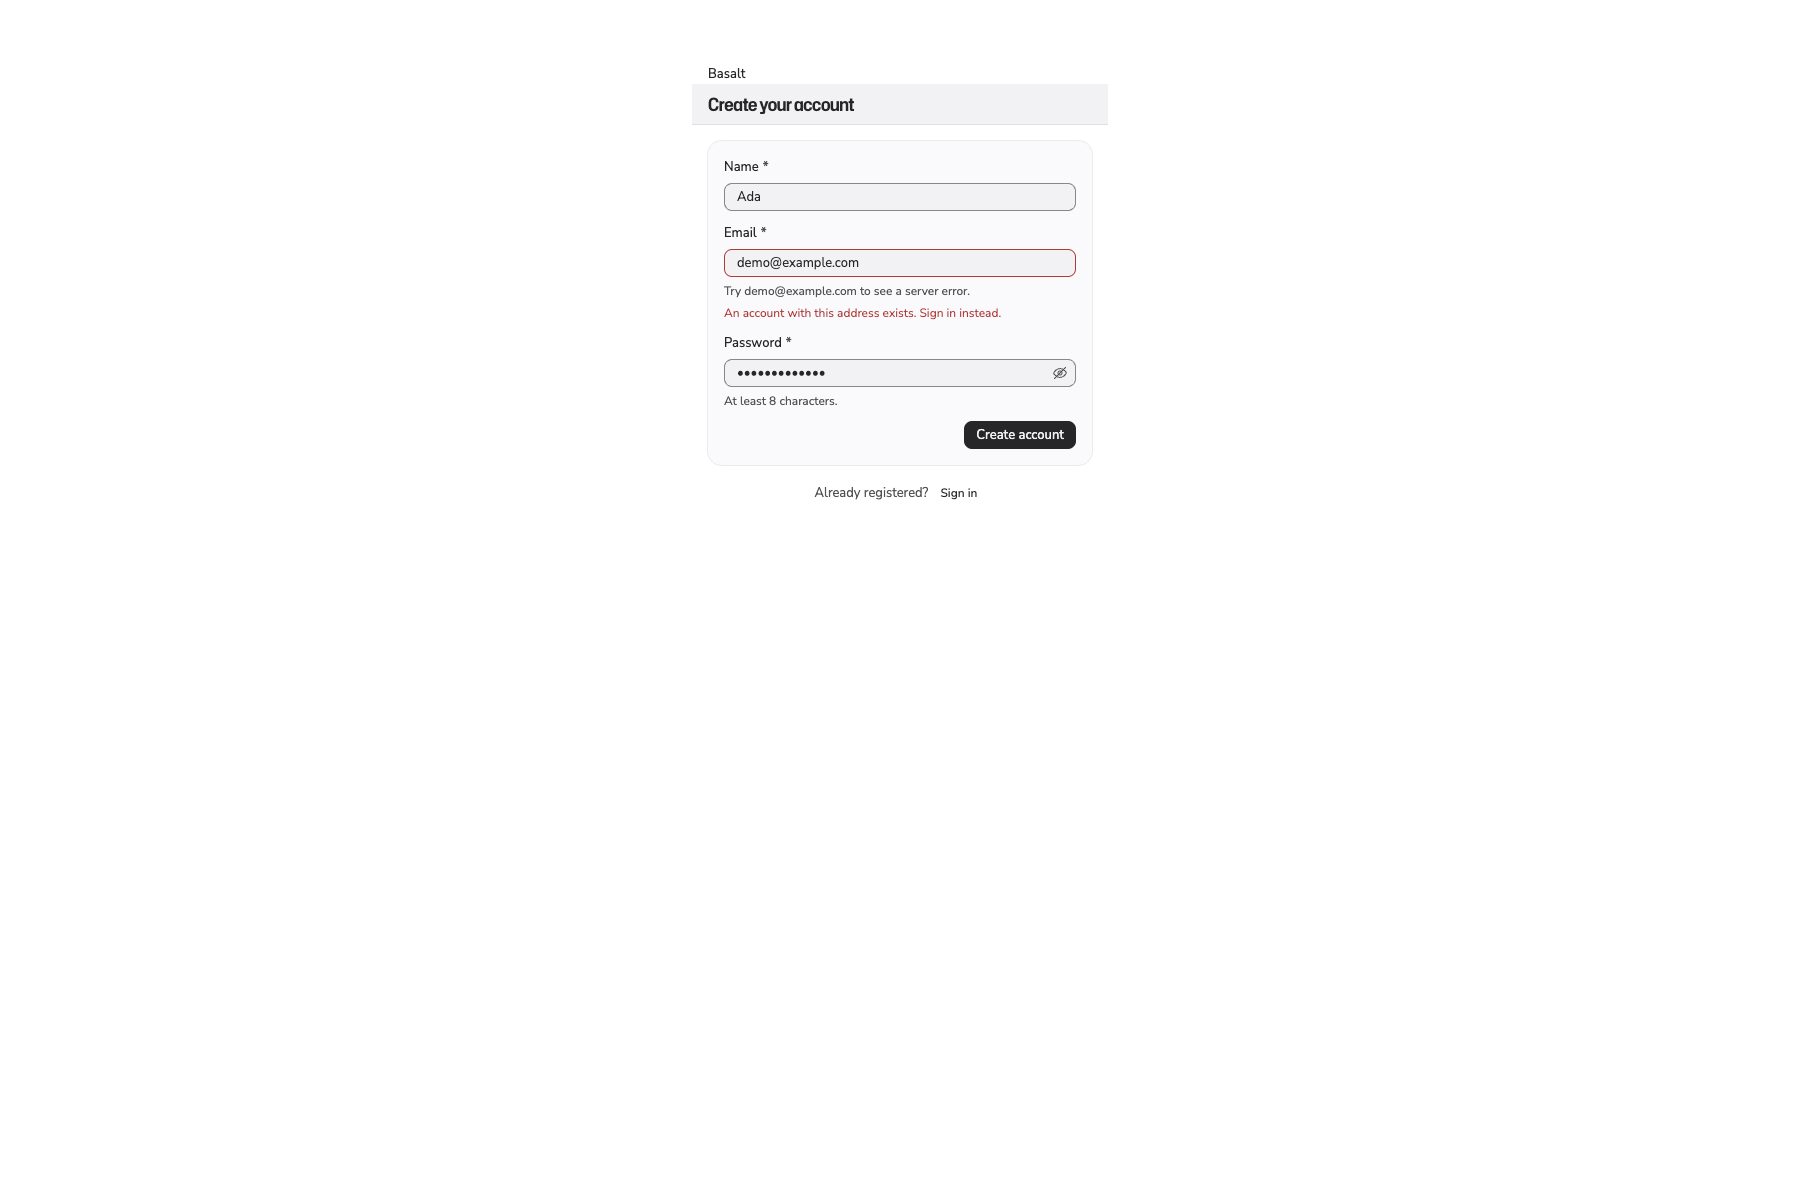 Basalt
Create your account
Name *
Ada
Email *
demo@example.com
Try demo@example.com to see a server error.
An account with this address exists. Sign in instead.
Password *
•••••••••••••
At least 8 characters.
Create account
Already registered? Sign in